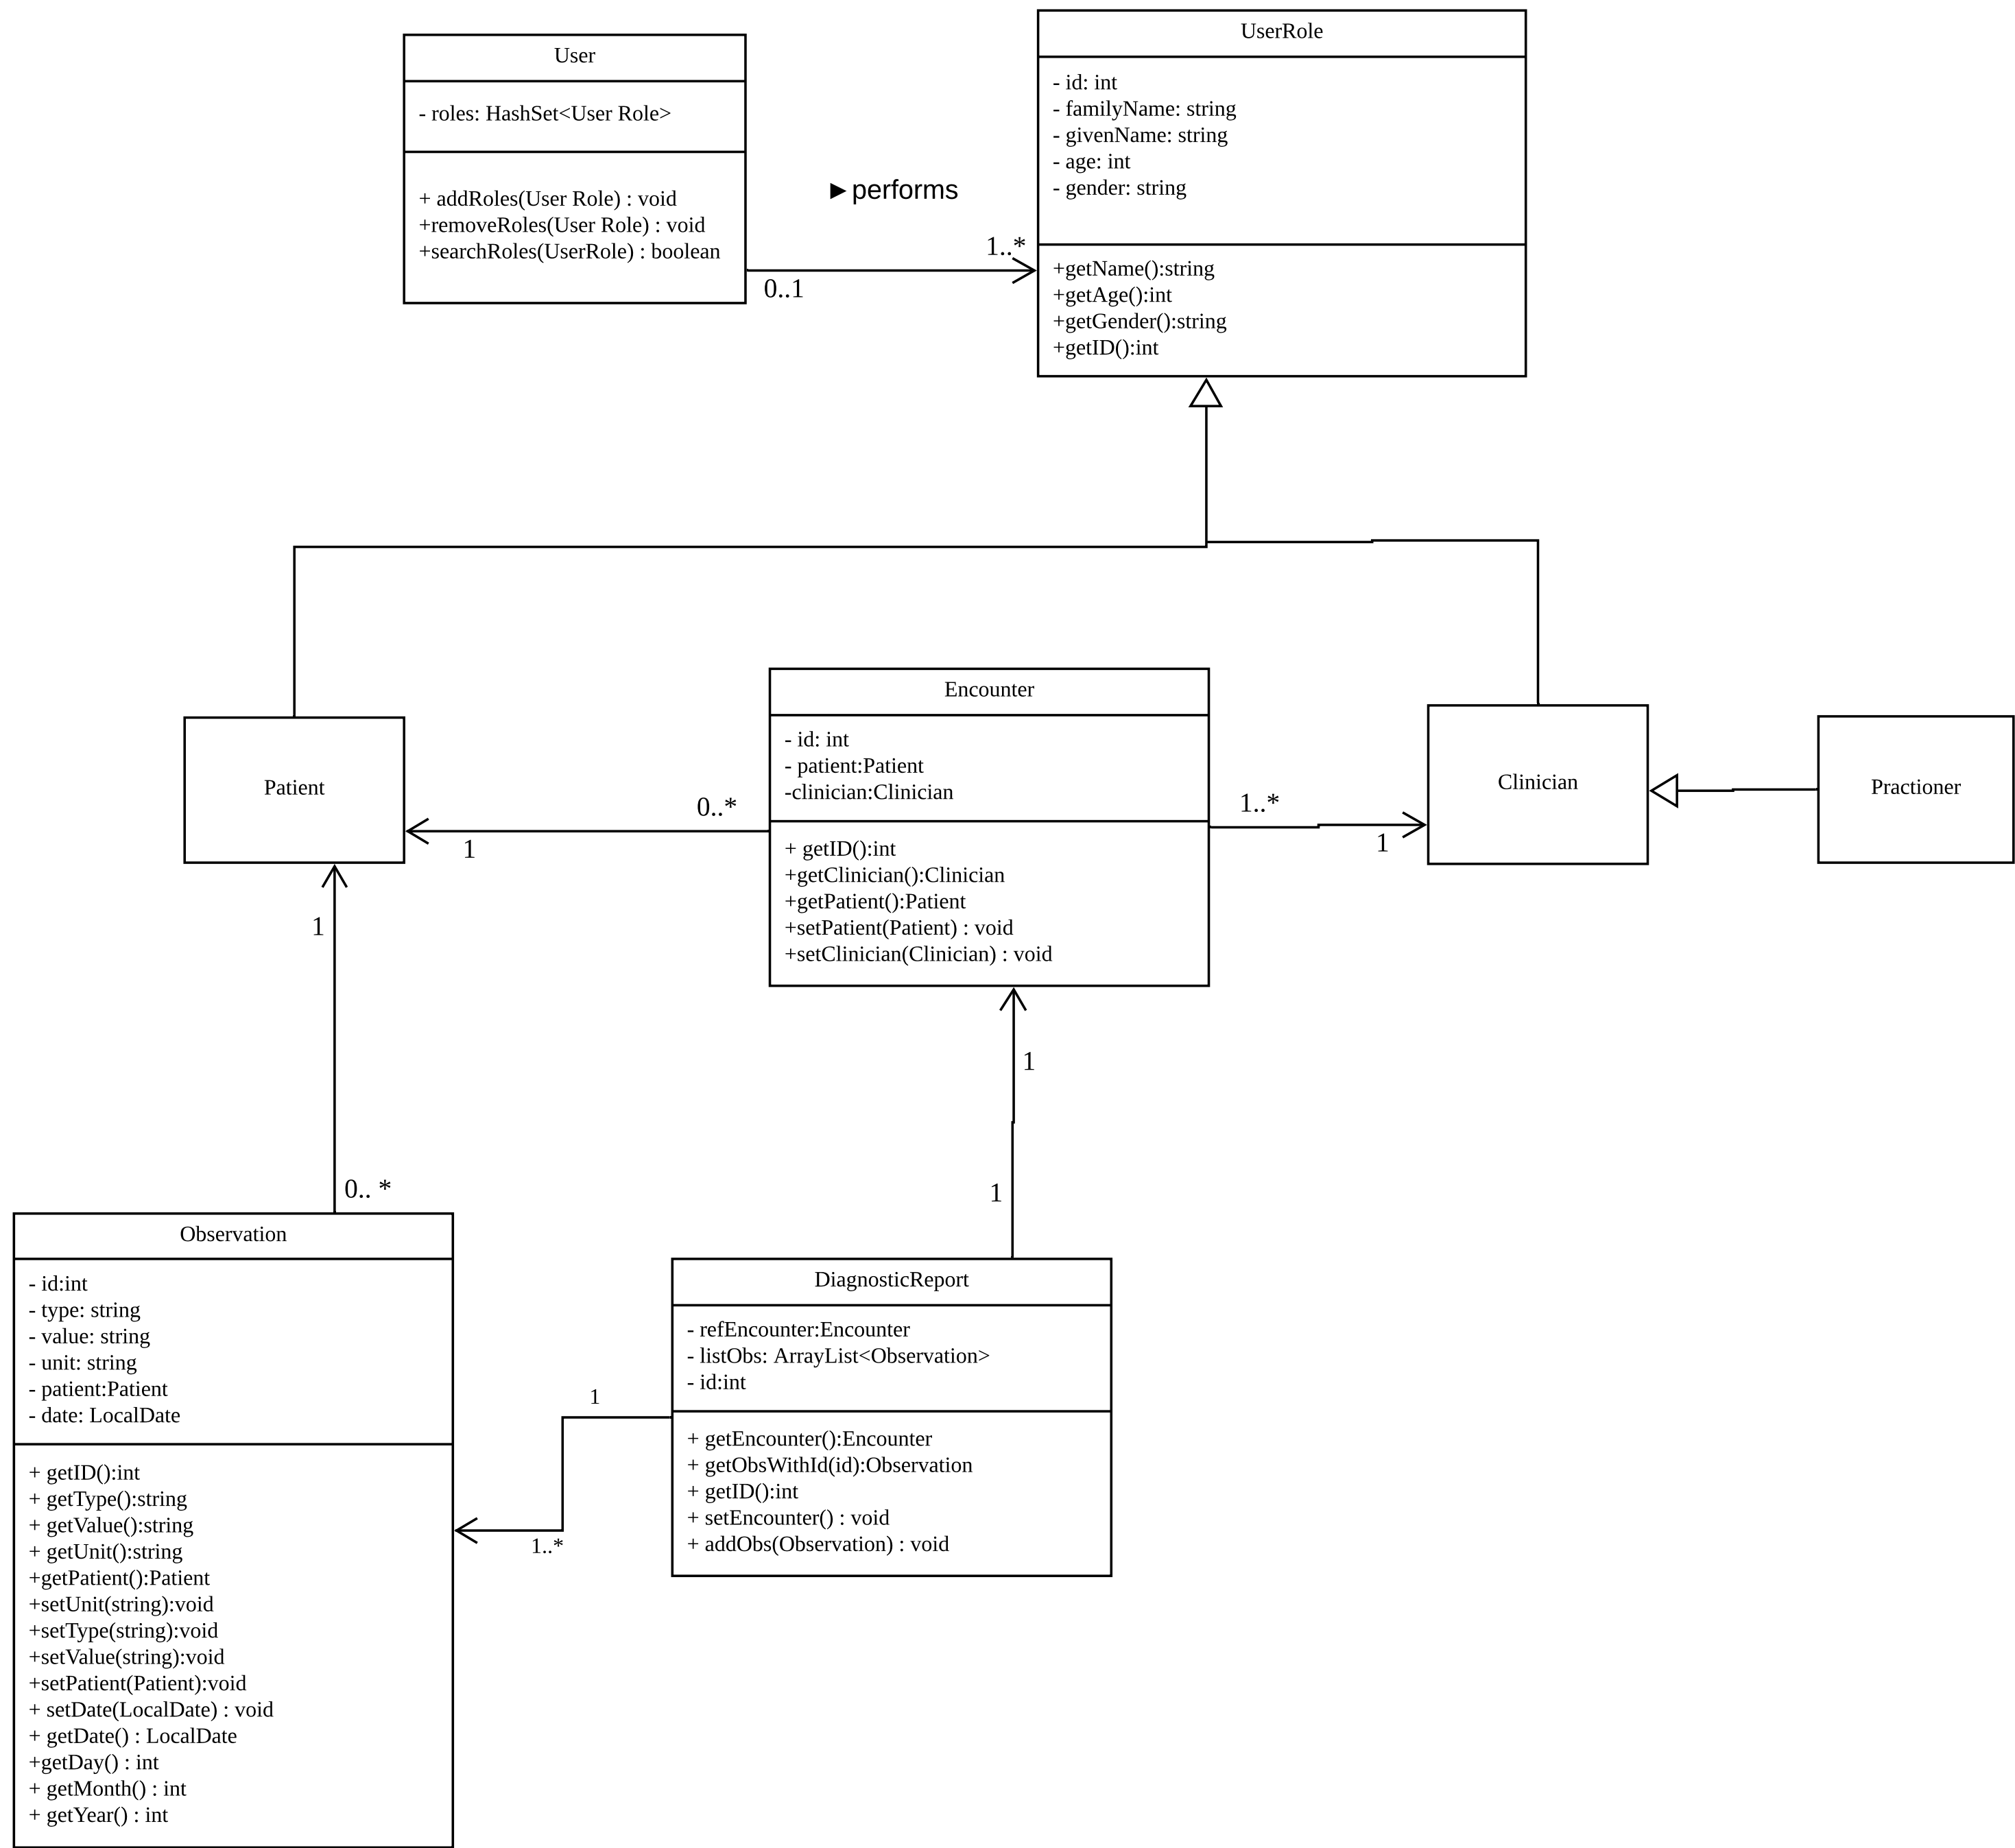 User
- roles: HashSet<User Role>
+ addRoles(User Role) : void
+removeRoles(User Role) : void
+searchRoles(UserRole) : boolean
►performs
1..*
0..1
UserRole
- id: int
- familyName: string
- givenName: string
- age: int
- gender: string
+getName():string
+getAge():int
+getGender():string
+getID():int
Patient
0..*
1
Encounter
- id: int
- patient:Patient
-clinician:Clinician
+ getID():int
+getClinician():Clinician
+getPatient():Patient
+setPatient(Patient) : void
+setClinician(Clinician) : void
1..*
1
Clinician
Practioner
1
0.. *
1
1
Observation
- id:int
- type: string
- value: string
- unit: string
- patient:Patient
- date: LocalDate
+ getID():int
+ getType():string
+ getValue():string
+ getUnit():string
+getPatient():Patient
+setUnit(string):void
+setType(string):void
+setValue(string):void
+setPatient(Patient):void
+ setDate(LocalDate) : void
+ getDate() : LocalDate
+getDay() : int
+ getMonth() : int
+ getYear() : int
1
1..*
DiagnosticReport
- refEncounter:Encounter
- listObs: ArrayList<Observation>
- id:int
+ getEncounter():Encounter
+ getObsWithId(id):Observation
+ getID():int
+ setEncounter() : void
+ addObs(Observation) : void